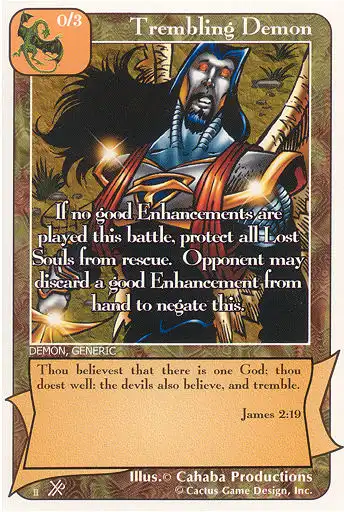 0/3
Trembling Demon
If no good Enhancements are
played this battle, protect all Lost
Souls from rescue. Opponent may
discard a good Enhancement from
hand to negate this.
DEMON, GENERIC
Thou believest that there is one God; thou
doest well: the devils also believe, and tremble.
James 2:19
Illus.© Cahaba Productions
© Cactus Game Design, Inc.